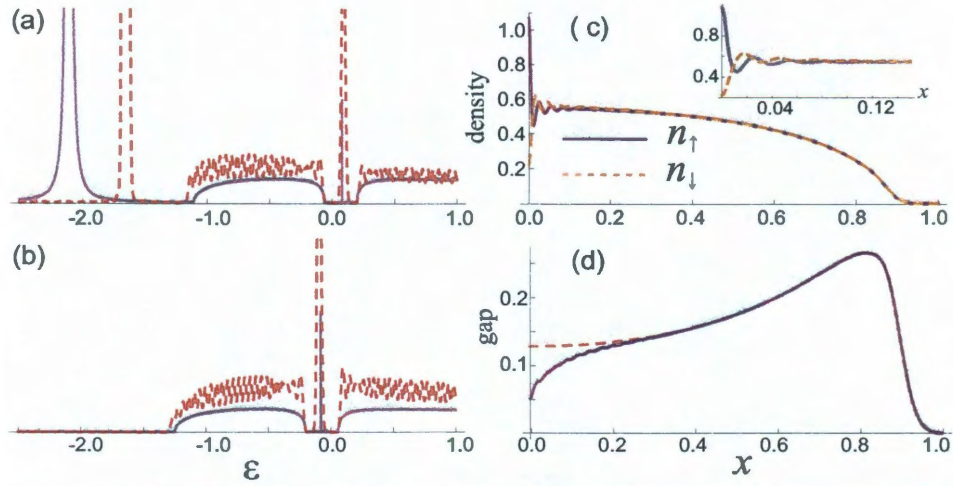 (a)
-2.0 -1.0 0.0 1.0
(b)
-2.0 -1.0 0.0 1.0
ε
( c )
density
1.0
0.8
0.6
0.4
0.2
0.0 0.2 0.4 0.6 0.8 1.0
n↑
n↓
0.8
0.4
0.04 0.12 x
(d)
gap
0.2
0.1
0.0 0.2 0.4 0.6 0.8 1.0
x